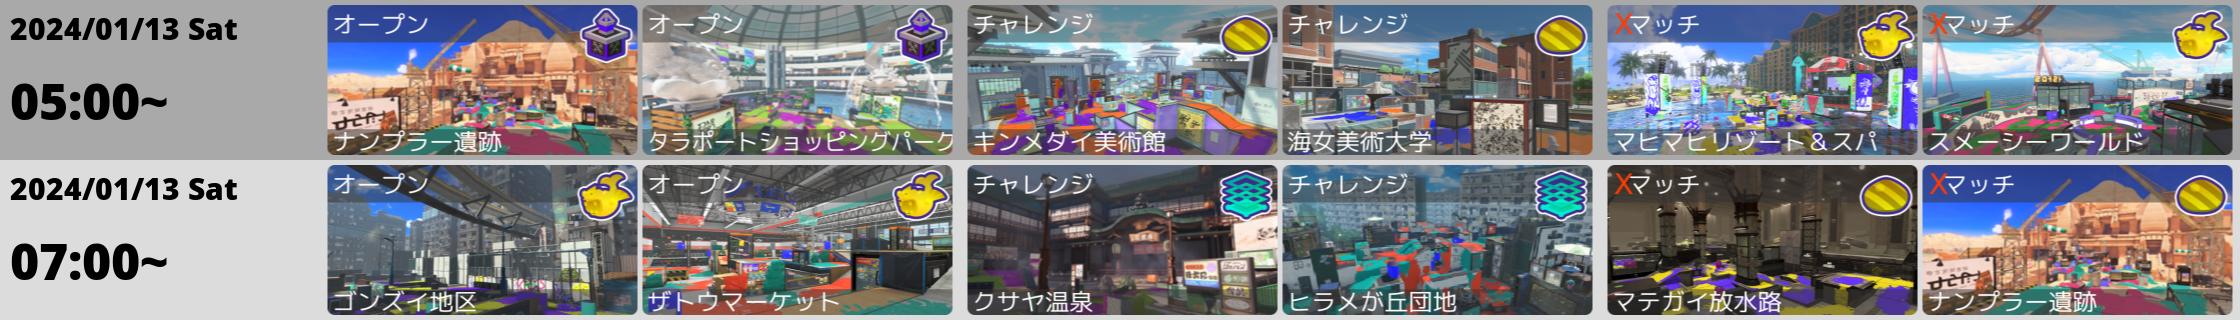 2024/01/13 Sat
05:00~
オープン
ナンプラー遺跡
オープン
タラポートショッピングパーク
チャレンジ
キンメダイ美術館
チャレンジ
海女美術大学
Xマッチ
マヒマヒリゾート＆スパ
Xマッチ
スメーシーワールド
2024/01/13 Sat
07:00~
オープン
ゴンズイ地区
オープン
ザトウマーケット
チャレンジ
クサヤ温泉
チャレンジ
ヒラメが丘団地
Xマッチ
マテガイ放水路
Xマッチ
ナンプラー遺跡